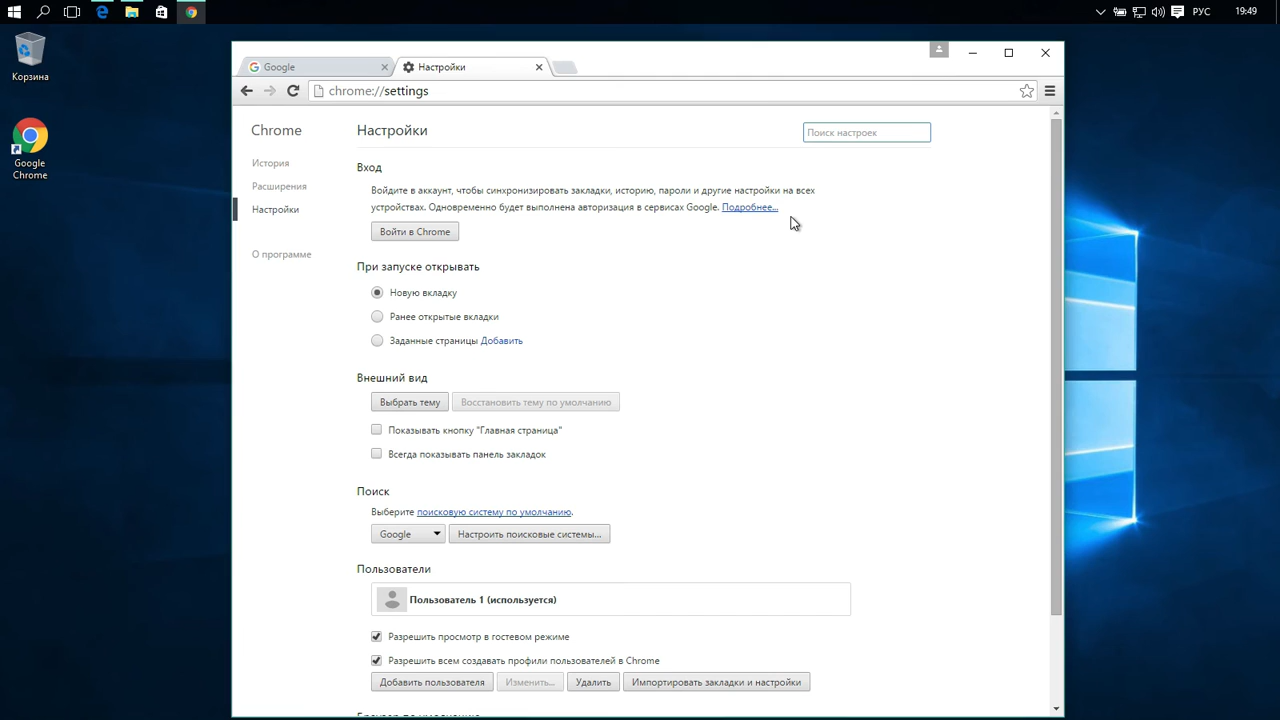 РУС
19:49
Корзина
Google
Chrome
Google
Настройки
chrome://settings
Chrome
История
Расширения
Настройки
О программе
Настройки
Поиск настроек
Вход
Войдите в аккаунт, чтобы синхронизировать закладки, историю, пароли и другие настройки на всех
устройствах. Одновременно будет выполнена авторизация в сервисах Google. Подробнее...
Войти в Chrome
При запуске открывать
Новую вкладку
Ранее открытые вкладки
Заданные страницы Добавить
Внешний вид
Выбрать тему
Восстановить тему по умолчанию
Показывать кнопку "Главная страница"
Всегда показывать панель закладок
Поиск
Выберите поисковую систему по умолчанию.
Google
Настроить поисковые системы...
Пользователи
Пользователь 1 (используется)
Разрешить просмотр в гостевом режиме
Разрешить всем создавать профили пользователей в Chrome
Добавить пользователя
Изменить...
Удалить
Импортировать закладки и настройки
Браузер по умолчанию